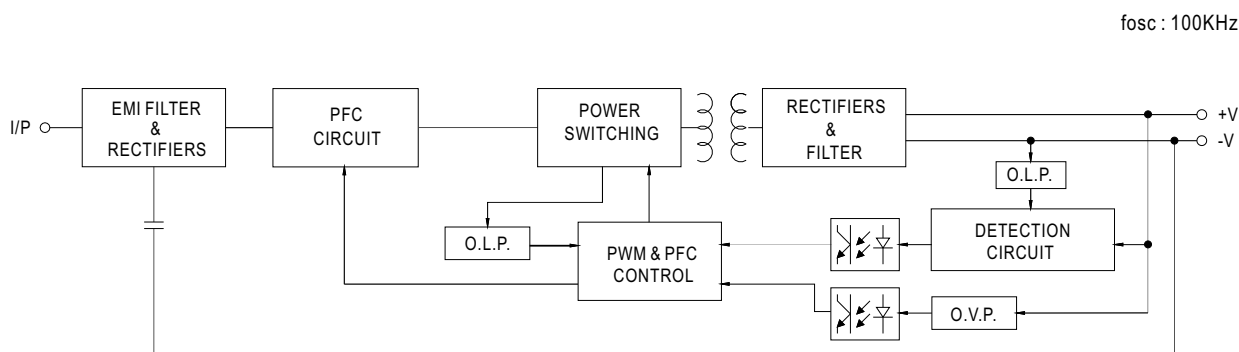 fosc : 100KHz
I/P
EMI FILTER
&
RECTIFIERS
PFC
CIRCUIT
POWER
SWITCHING
RECTIFIERS
&
FILTER
+V
-V
O.L.P.
O.L.P.
PWM & PFC
CONTROL
DETECTION
CIRCUIT
O.V.P.